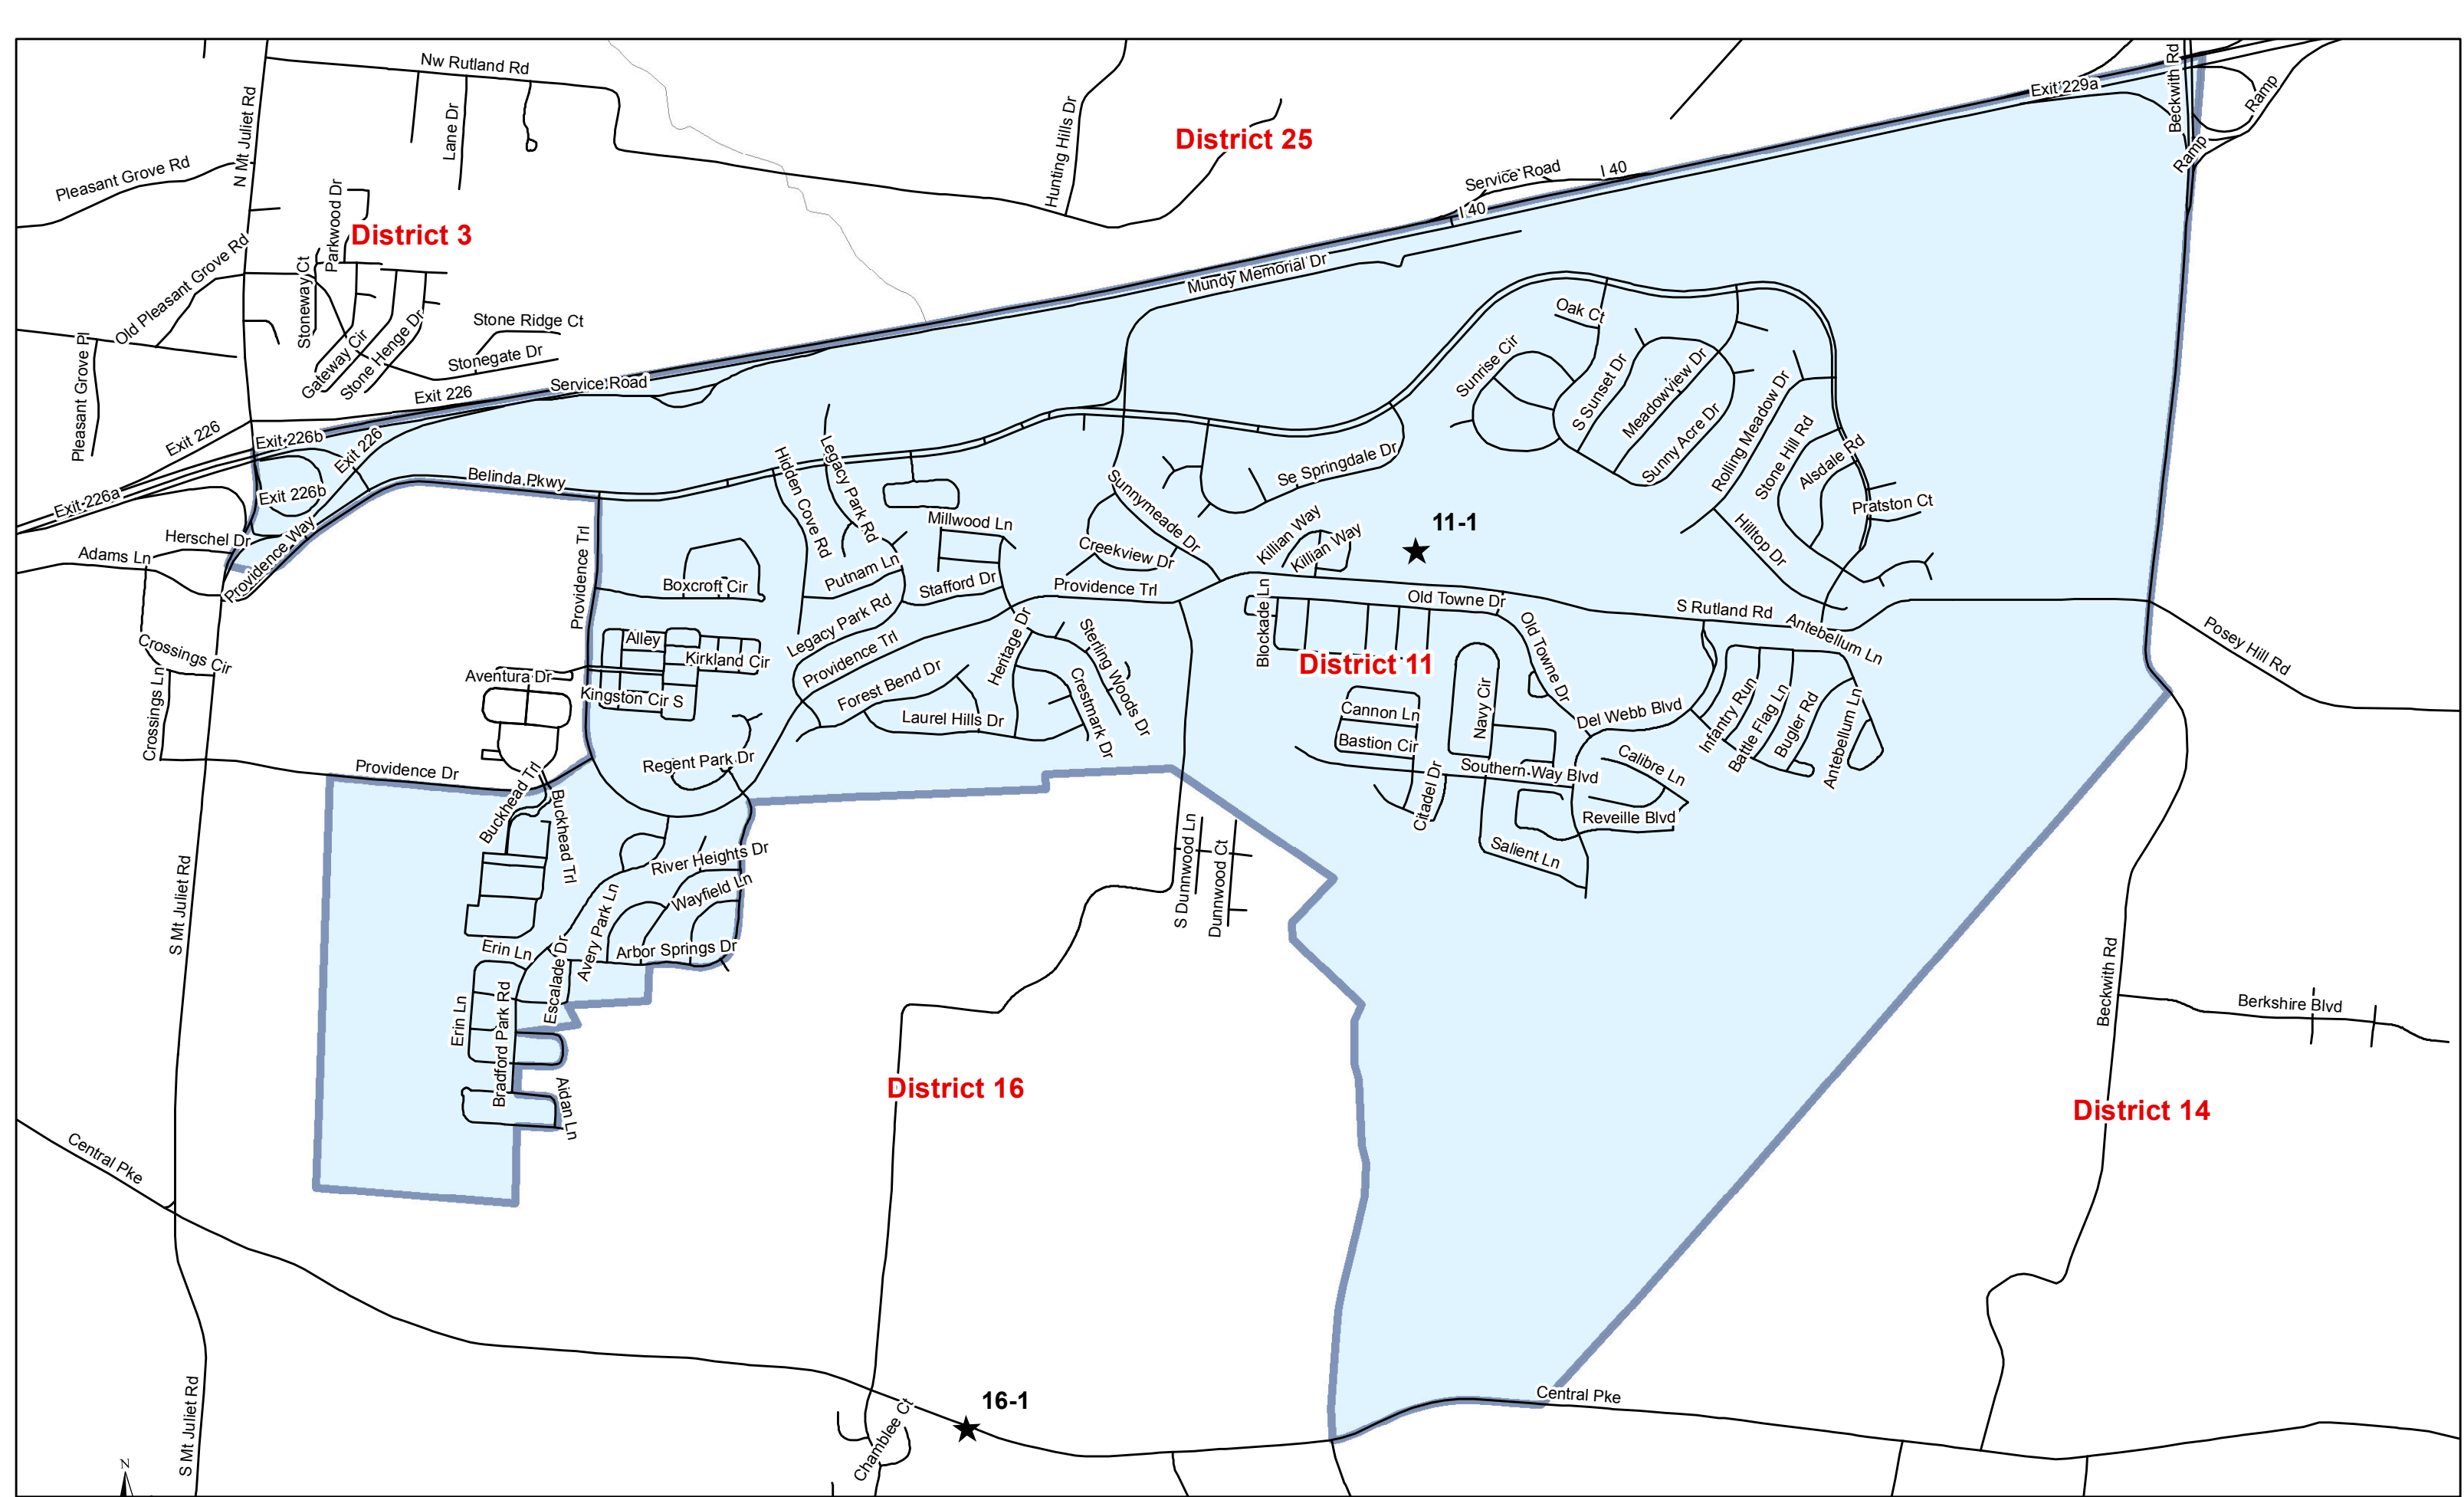 Nw Rutland Rd
N Mt Juliet Rd
Lane Dr
Hunting Hills Dr
District 25
Beckwith Rd
Exit 229a
Ramp
Ramp
Pleasant Grove Rd
Parkwood Dr
District 3
Service Road
I 40
I 40
Old Pleasant Grove Rd
Stoneway Ct
Mundy Memorial Dr
Pleasant Grove Pl
Gateway Cir
Stone Henge Dr
Stone Ridge Ct
Stonegate Dr
Service Road
Exit 226
Exit 226
Exit 226b
Exit 226
Exit 226a
Exit 226b
Oak Ct
Sunrise Cir
S Sunset Dr
Meadowview Dr
Sunny Acre Dr
Rolling Meadow Dr
Stone Hill Rd
Alsdale Rd
Pratston Ct
Hilltop Dr
Belinda Pkwy
Hidden Cove Rd
Legacy Park Rd
Se Springdale Dr
Sunnymeade Dr
Millwood Ln
Killian Way
Killian Way
11-1
Herschel Dr
Adams Ln
Providence Way
Providence Trl
Boxcroft Cir
Putnam Ln
Stafford Dr
Creekview Dr
Providence Trl
Blockade Ln
Old Towne Dr
S Rutland Rd
Antebellum Ln
Posey Hill Rd
Crossings Cir
Crossings Ln
Alley
Kirkland Cir
Legacy Park Rd
Providence Trl
Heritage Dr
Sterling Woods Dr
District 11
Old Towne Dr
Aventura Dr
Kingston Cir S
Forest Bend Dr
Laurel Hills Dr
Crestmark Dr
Cannon Ln
Bastion Cir
Navy Cir
Del Webb Blvd
Infantry Run
Battle Flag Ln
Bugler Rd
Antebellum Ln
Providence Dr
Regent Park Dr
Southern Way Blvd
Calibre Ln
Citadel Dr
Reveille Blvd
Salient Ln
Buckhead Trl
Buckhead Trl
River Heights Dr
Wayfield Ln
S Dunnwood Ln
Dunnwood Ct
S Mt Juliet Rd
Avery Park Ln
Arbor Springs Dr
Erin Ln
Escalade Dr
Erin Ln
Bradford Park Rd
Aidan Ln
Beckwith Rd
Berkshire Blvd
District 16
District 14
Central Pke
Central Pke
16-1
Chamblee Ct
S Mt Juliet Rd
N